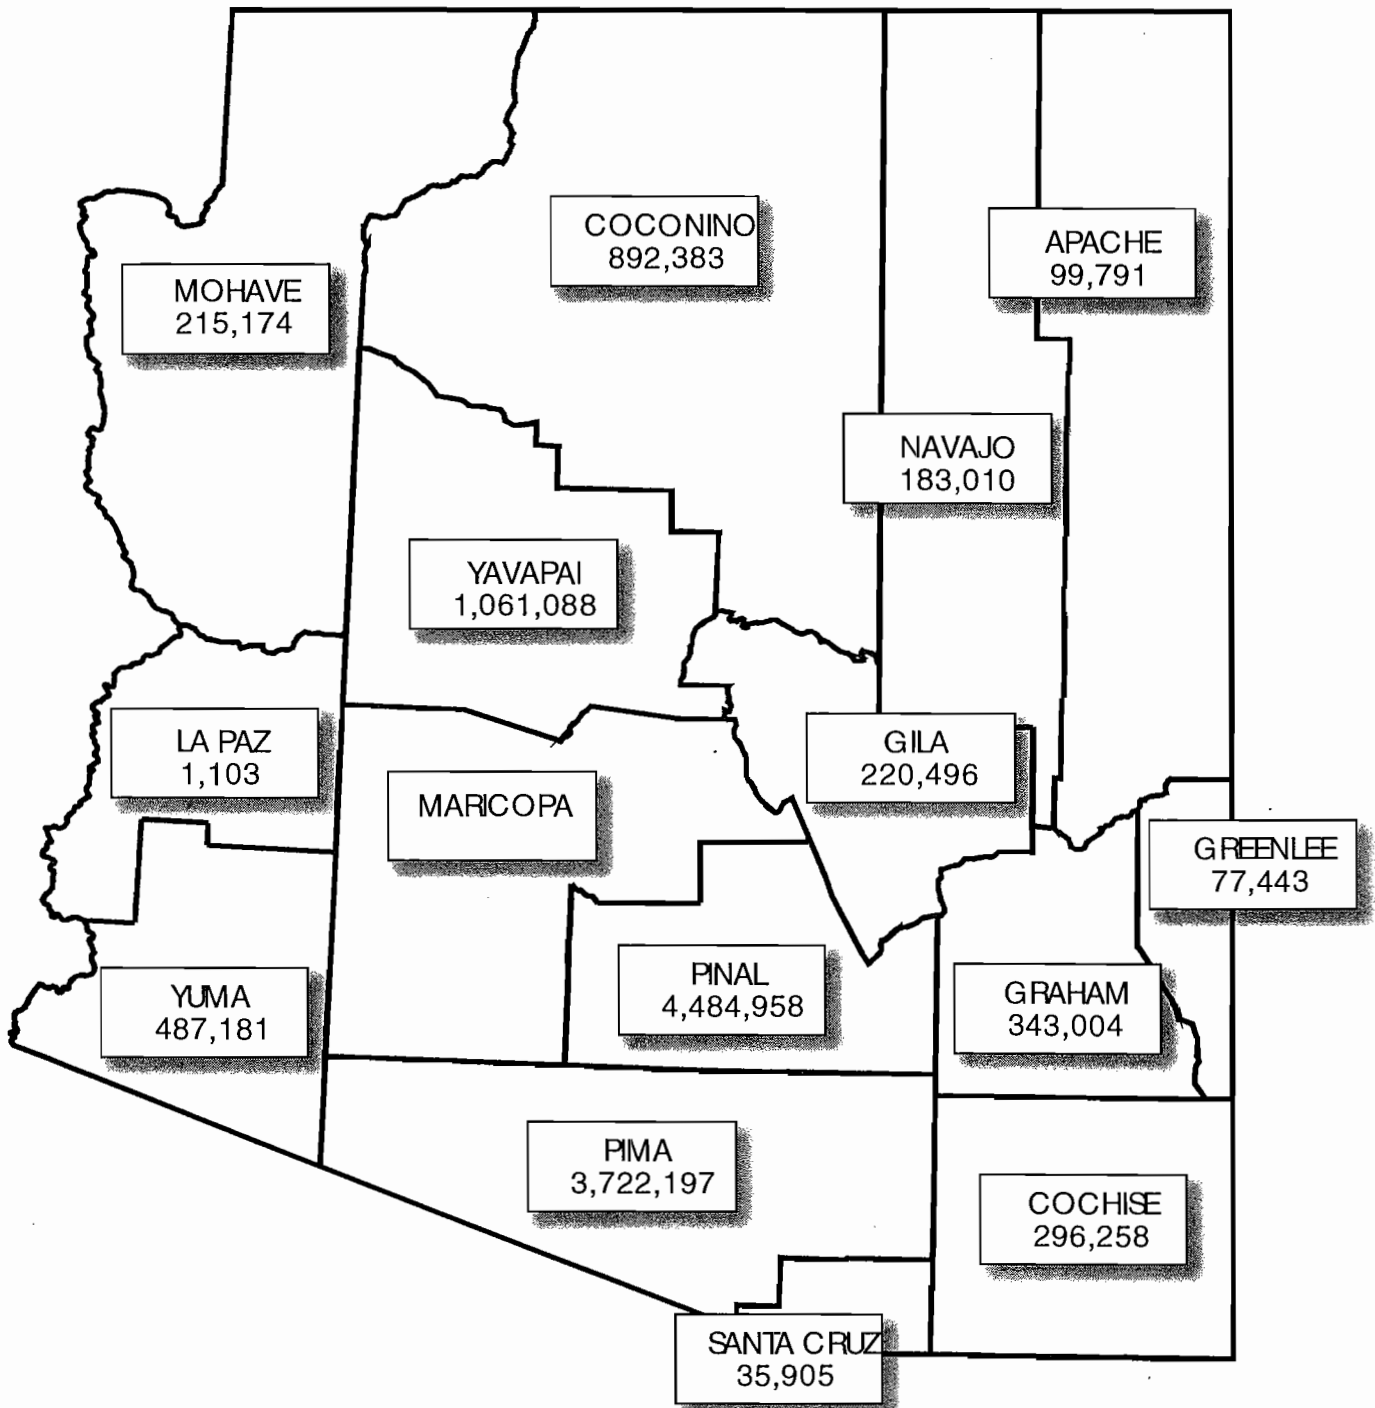 COCONINO
892,383
APACHE
99,791
MOHAVE
215,174
NAVAJO
183,010
YAVAPAI
1,061,088
LA PAZ
1,103
GILA
220,496
MARICOPA
GREENLEE
77,443
PINAL
4,484,958
GRAHAM
343,004
YUMA
487,181
PIMA
3,722,197
COCHISE
296,258
SANTA CRUZ
35,905